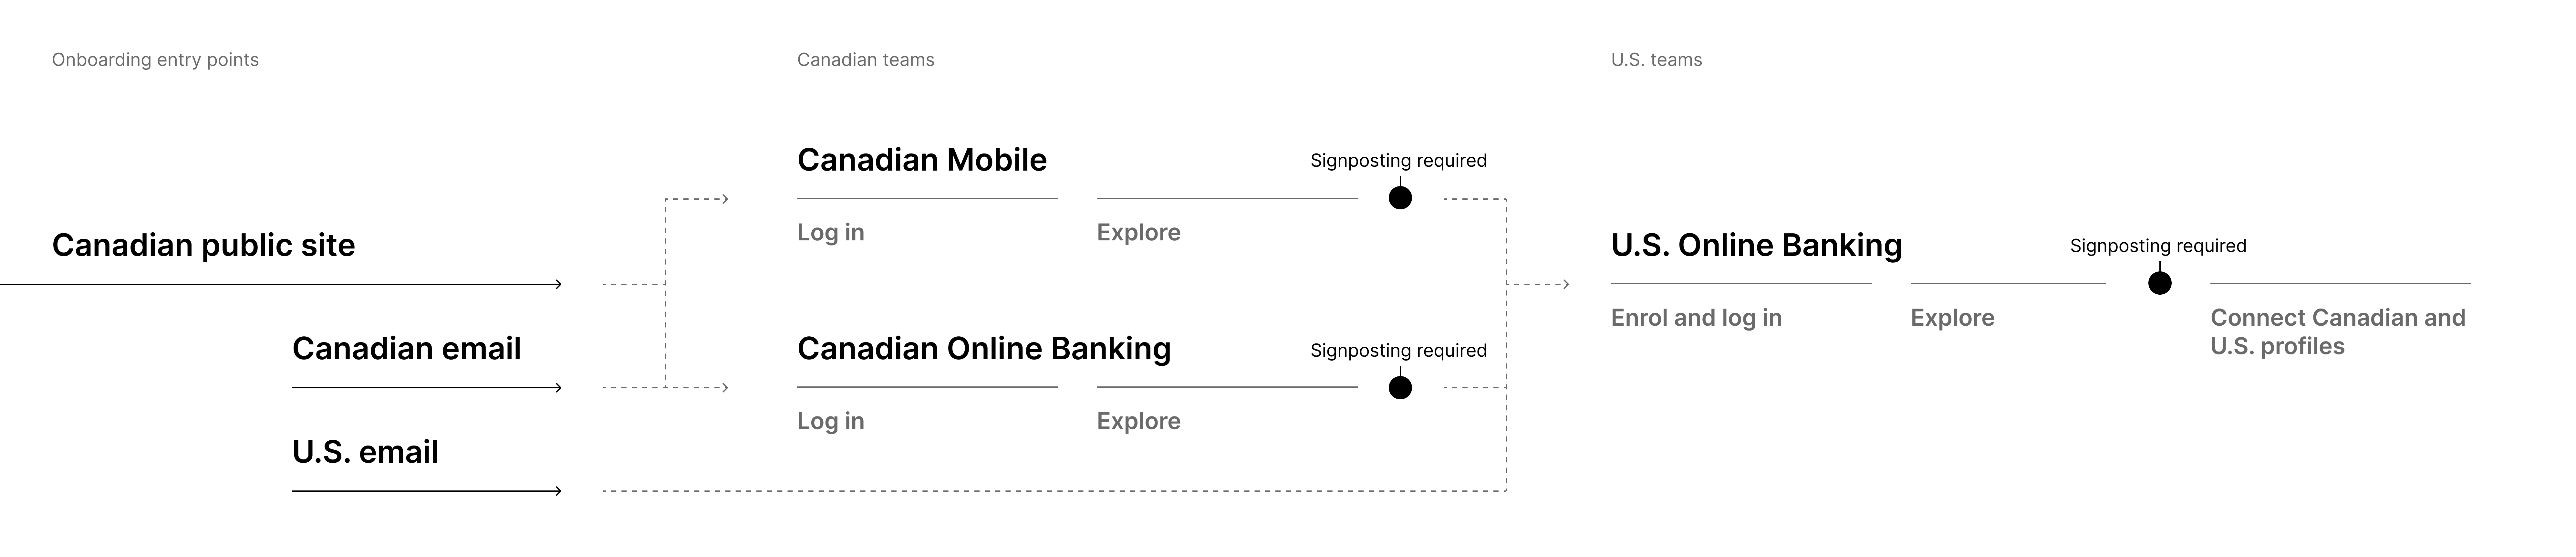 Onboarding entry points
Canadian public site
Canadian email
U.S. email
Canadian teams
Canadian Mobile
Signposting required
Log in
Explore
Canadian Online Banking
Signposting required
Log in
Explore
U.S. teams
U.S. Online Banking
Signposting required
Enrol and log in
Explore
Connect Canadian and
U.S. profiles